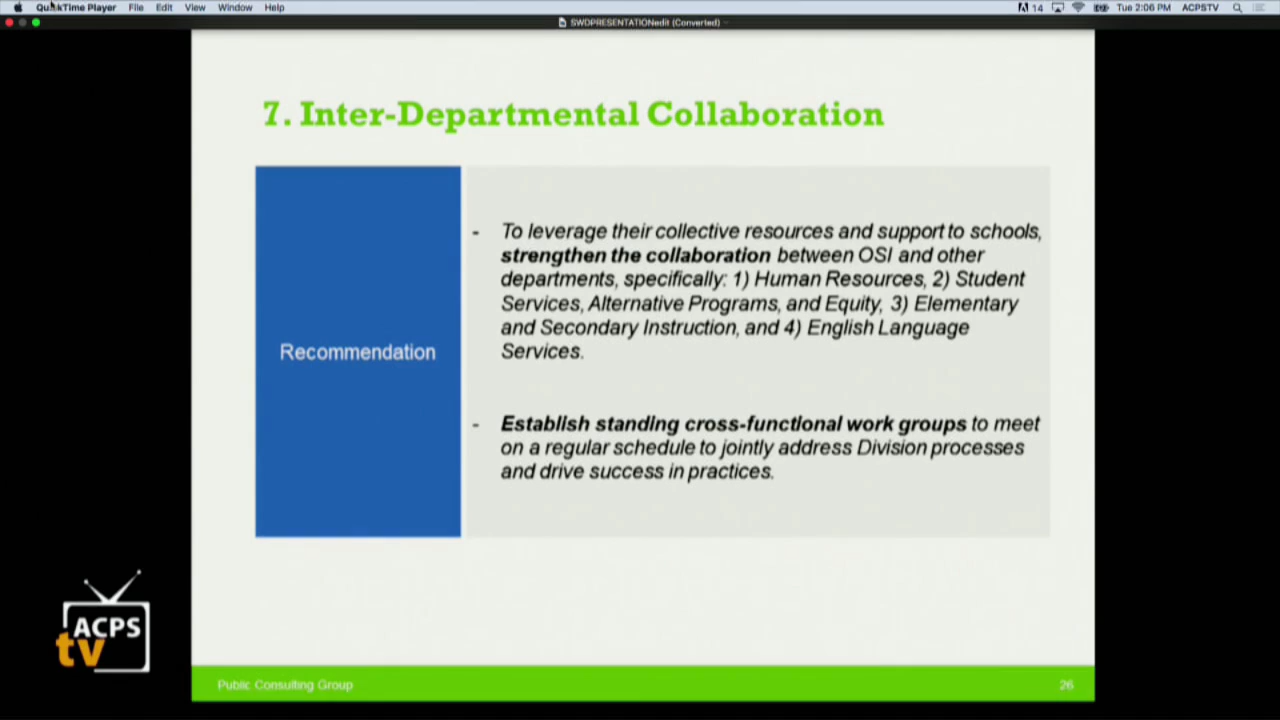 QuickTime Player File Edit View Window Help 14 Tue 2:06 PM ACPSTV
SWDPRESENTATIONedit (Converted)
7. Inter-Departmental Collaboration
Recommendation
- To leverage their collective resources and support to schools,
strengthen the collaboration between OSI and other
departments, specifically: 1) Human Resources, 2) Student
Services, Alternative Programs, and Equity, 3) Elementary
and Secondary Instruction, and 4) English Language
Services.
- Establish standing cross-functional work groups to meet
on a regular schedule to jointly address Division processes
and drive success in practices.
ACPS
tv
Public Consulting Group 26